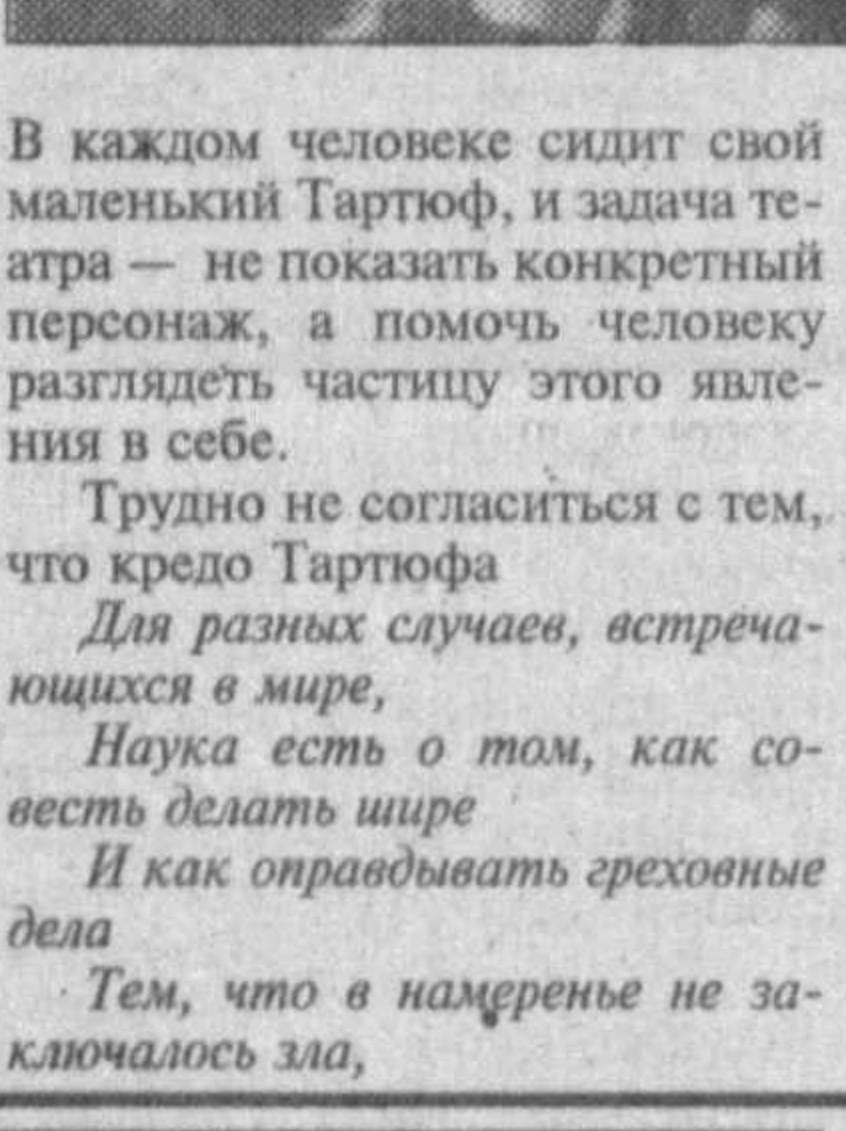 В каждом человеке сидит свой
маленький Тартюф, и задача те-
атра — не показать конкретный
персонаж, а помочь человеку
разглядеть частицу этого явле-
ния в себе.
Трудно не согласиться с тем,
что кредо Тартюфа
Для разных случаев, встреча-
ющихся в мире,
Наука есть о том, как со-
весть делать шире
И как оправдывать греховные
дела
Тем, что в намеренье не за-
ключалось зла,